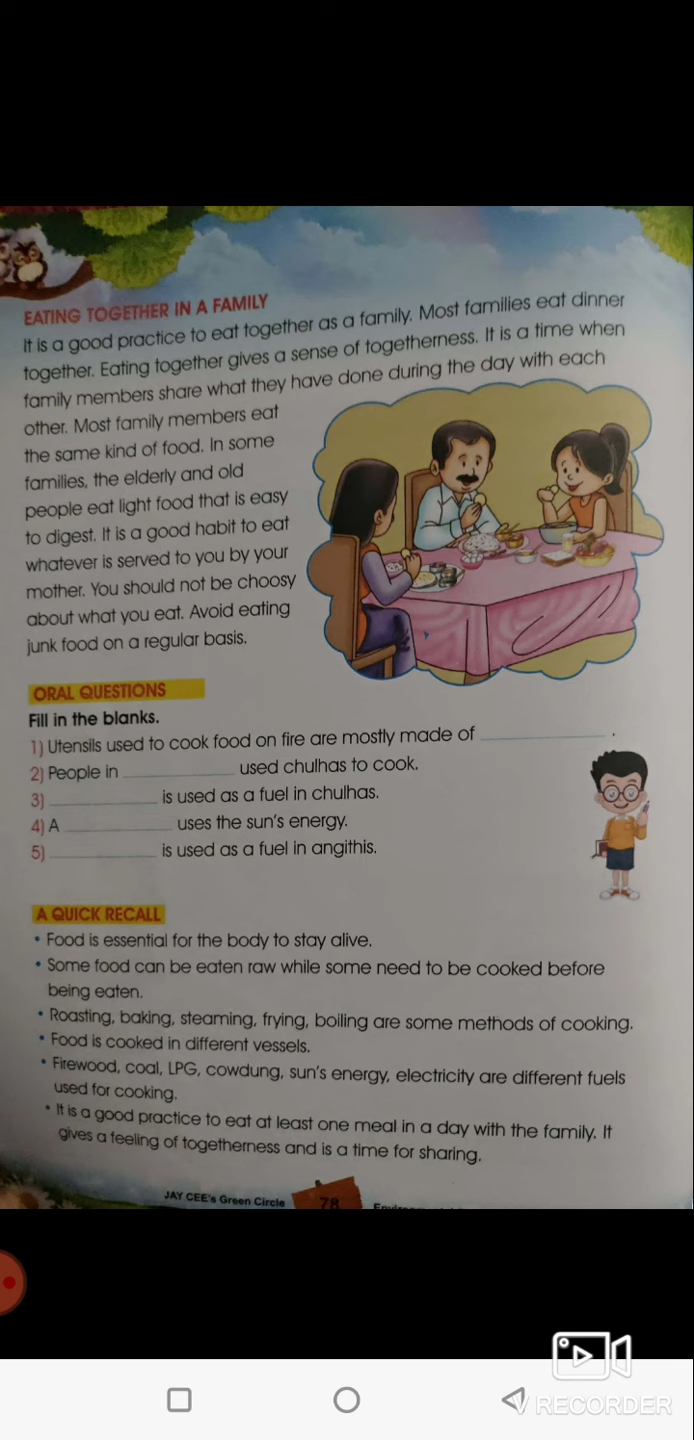 EATING TOGETHER IN A FAMILY
It is a good practice to eat together as a family. Most families eat dinner
together. Eating together gives a sense of togetherness. It is a time when
family members share what they have done during the day with each
other. Most family members eat
the same kind of food. In some
families, the elderly and old
people eat light food that is easy
to digest. It is a good habit to eat
whatever is served to you by your
mother. You should not be choosy
about what you eat. Avoid eating
junk food on a regular basis.
ORAL QUESTIONS
Fill in the blanks.
1) Utensils used to cook food on fire are mostly made of ____________ .
2) People in ____________ used chulhas to cook.
3) ____________ is used as a fuel in chulhas.
4) A ____________ uses the sun's energy.
5) ____________ is used as a fuel in angithis.
A QUICK RECALL
• Food is essential for the body to stay alive.
• Some food can be eaten raw while some need to be cooked before
being eaten.
• Roasting, baking, steaming, frying, boiling are some methods of cooking.
• Food is cooked in different vessels.
• Firewood, coal, LPG, cowdung, sun's energy, electricity are different fuels
used for cooking.
• It is a good practice to eat at least one meal in a day with the family. It
gives a feeling of togetherness and is a time for sharing.
JAY CEE's Green Circle 78
V RECORDER